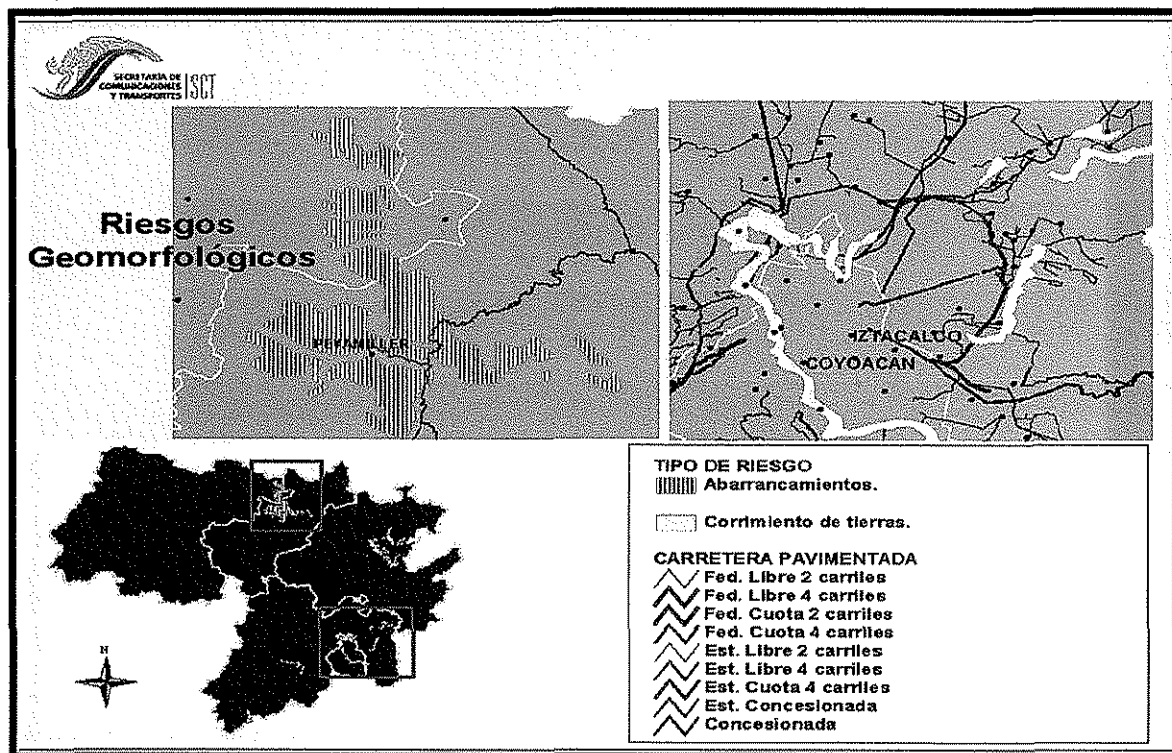 SECRETARÍA DE
COMUNICACIONES
Y TRANSPORTES
SCT
Riesgos
Geomorfológicos
PEÑAMILLER
IZTACALCO
COYOACÁN
N
TIPO DE RIESGO
Abarrancamientos.
Corrimiento de tierras.
CARRETERA PAVIMENTADA
Fed. Libre 2 carriles
Fed. Libre 4 carriles
Fed. Cuota 2 carriles
Fed. Cuota 4 carriles
Est. Libre 2 carriles
Est. Libre 4 carriles
Est. Cuota 4 carriles
Est. Concesionada
Concesionada